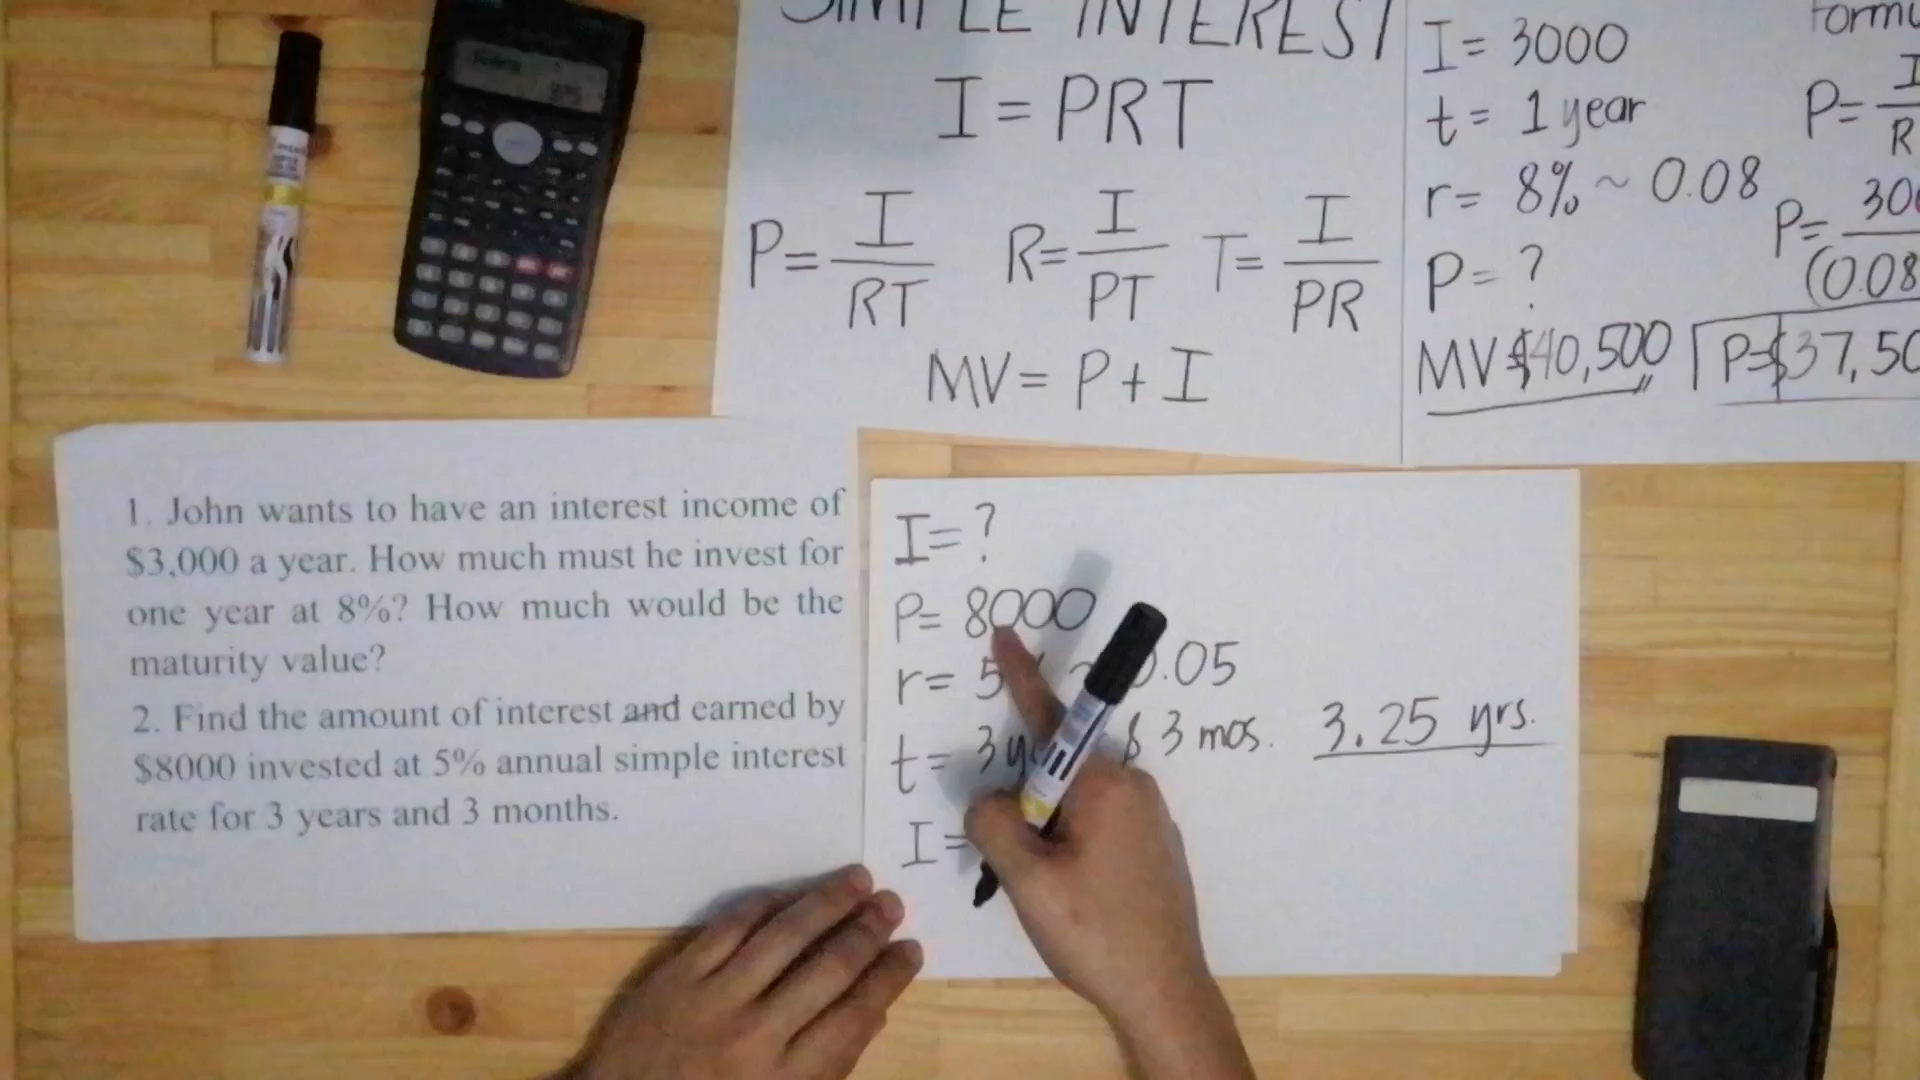 SIMPLE INTEREST
I = PRT
P = I / RT R = I / PT T = I / PR
MV = P + I
I = 3000
t = 1 year
r = 8% ~ 0.08
P = ?
MV $40,500
P = I / R
P =
(0.08
P=$37,50
1. John wants to have an interest income of
$3,000 a year. How much must he invest for
one year at 8%? How much would be the
maturity value?
2. Find the amount of interest and earned by
$8000 invested at 5% annual simple interest
rate for 3 years and 3 months.
I = ?
P = 8000
r = 5 0.05
t = 3 & 3 mos. 3.25 yrs.
I =